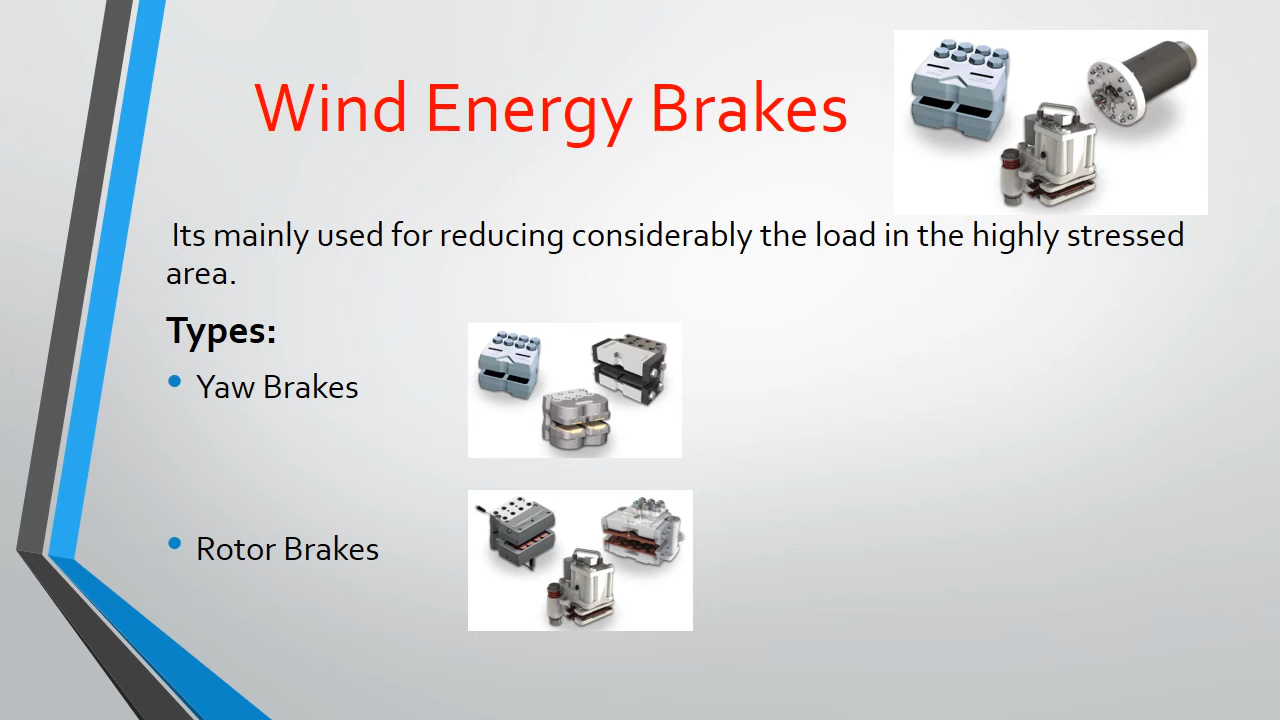 Wind Energy Brakes
Its mainly used for reducing considerably the load in the highly stressed
area.
Types:
• Yaw Brakes
• Rotor Brakes